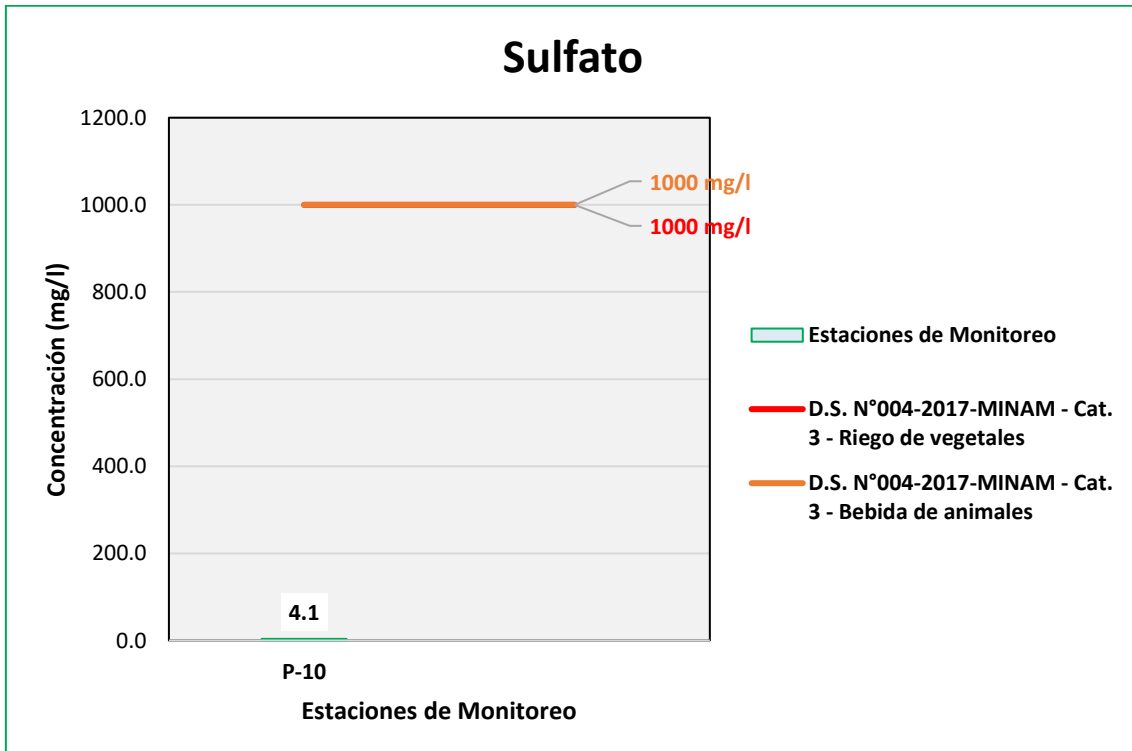 Sulfato
1200.0
1000.0
800.0
600.0
400.0
200.0
0.0
Concentración (mg/l)
1000 mg/l
1000 mg/l
4.1
P-10
Estaciones de Monitoreo
Estaciones de Monitoreo
D.S. N°004-2017-MINAM - Cat.
3 - Riego de vegetales
D.S. N°004-2017-MINAM - Cat.
3 - Bebida de animales